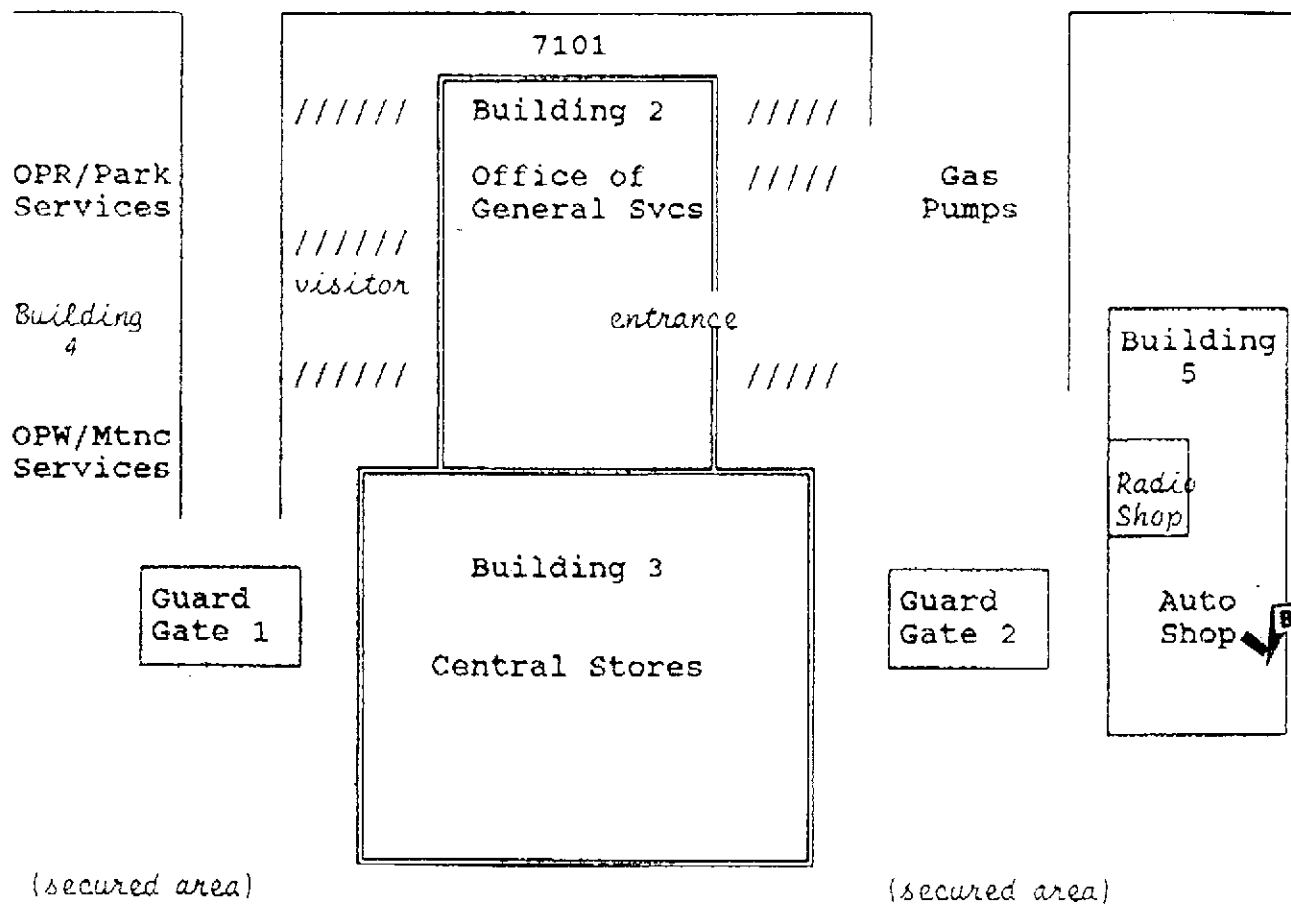 7101
Building 2
Office of
General Svcs
entrance
//////
//////
visitor
//////
/////
/////
/////
OPR/Park
Services
Building
4
OPW/Mtnc
Services
Gas
Pumps
Building
5
Radio
Shop
Auto
Shop
B
Guard
Gate 1
Building 3
Central Stores
Guard
Gate 2
(secured area)
(secured area)